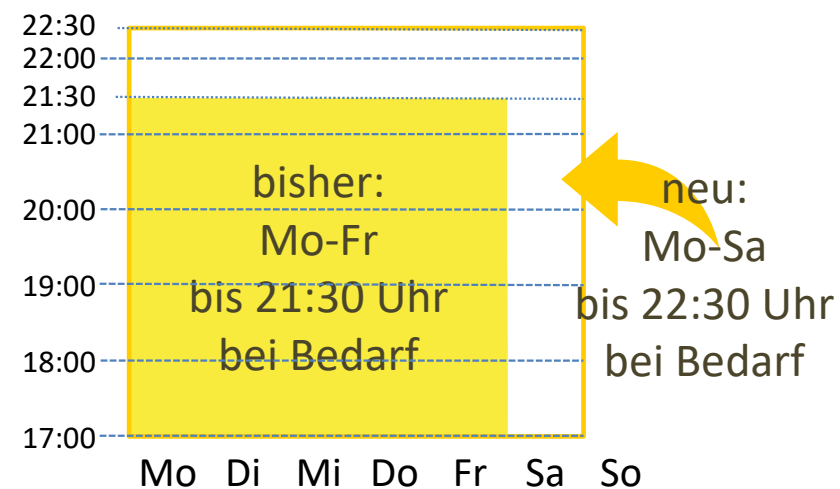 22:30
22:00
21:30
21:00
20:00
19:00
18:00
17:00
bisher:
Mo-Fr
bis 21:30 Uhr
bei Bedarf
neu:
Mo-Sa
bis 22:30 Uhr
bei Bedarf
Mo Di Mi Do Fr Sa So